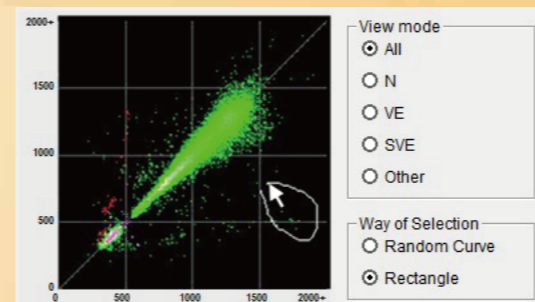 2000+
1500
1000
500
0
0 500 1000 1500 2000+
View mode
All
N
VE
SVE
Other
Way of Selection
Random Curve
Rectangle